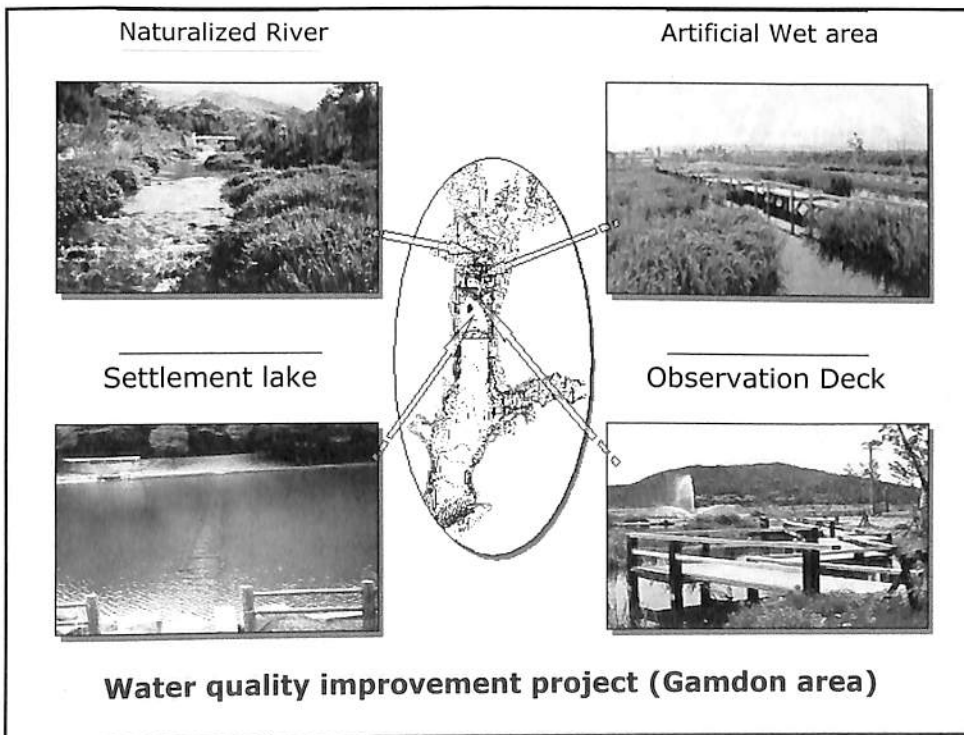 Naturalized River
Artificial Wet area
Settlement lake
Observation Deck
Water quality improvement project (Gamdon area)